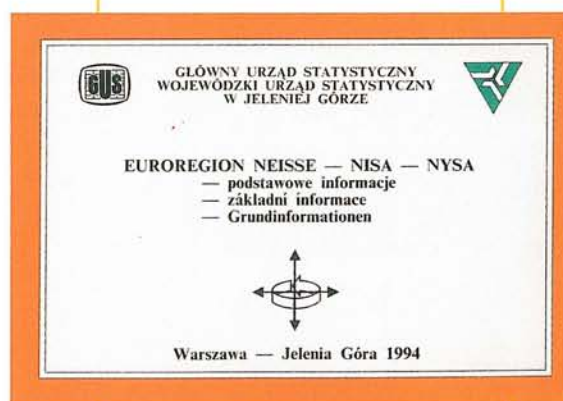 GUS
GŁÓWNY URZĄD STATYSTYCZNY
WOJEWÓDZKI URZĄD STATYSTYCZNY
W JELENIEJ GÓRZE
EUROREGION NEISSE — NISA — NYSA
— podstawowe informacje
— základní informace
— Grundinformationen
Warszawa — Jelenia Góra 1994